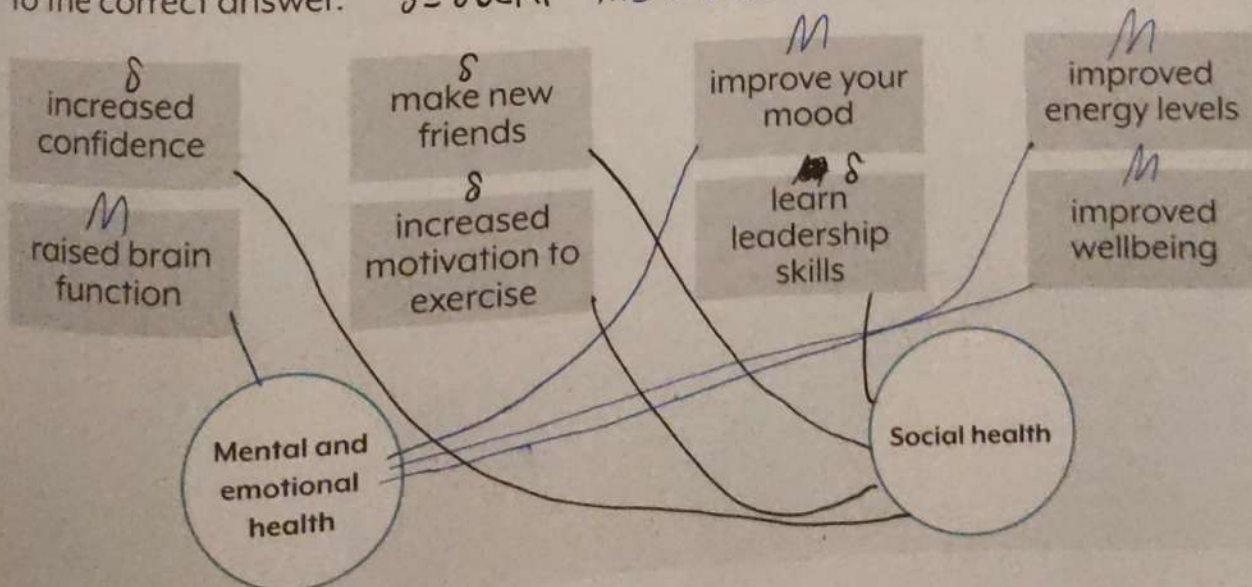 to the correct answer.
S
increased
confidence
S
make new
friends
M
improve your
mood
M
improved
energy levels
M
raised brain
function
S
increased
motivation to
exercise
S
learn
leadership
skills
M
improved
wellbeing
Mental and
emotional
health
Social health